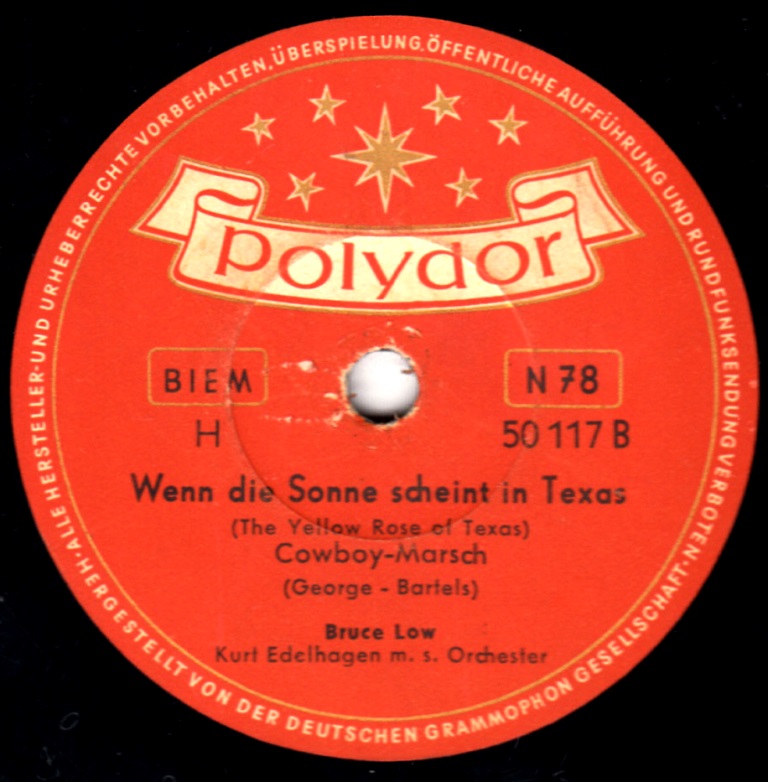 ALLE HERSTELLER-UND URHEBERRECHTE VORBEHALTEN, ÜBERSPIELUNG. ÖFFENTLICHE AUFFÜHRUNG UND RUNDFUNKSENDUNG VERBOTEN.
polydor
BIEM
N 78
H
50 117 B
Wenn die Sonne scheint in Texas
(The Yellow Rose of Texas)
Cowboy-Marsch
(George - Bartels)
Bruce Low
Kurt Edelhagen m. s. Orchester
HERGESTELLT VON DER DEUTSCHEN GRAMMOPHON GESELLSCHAFT